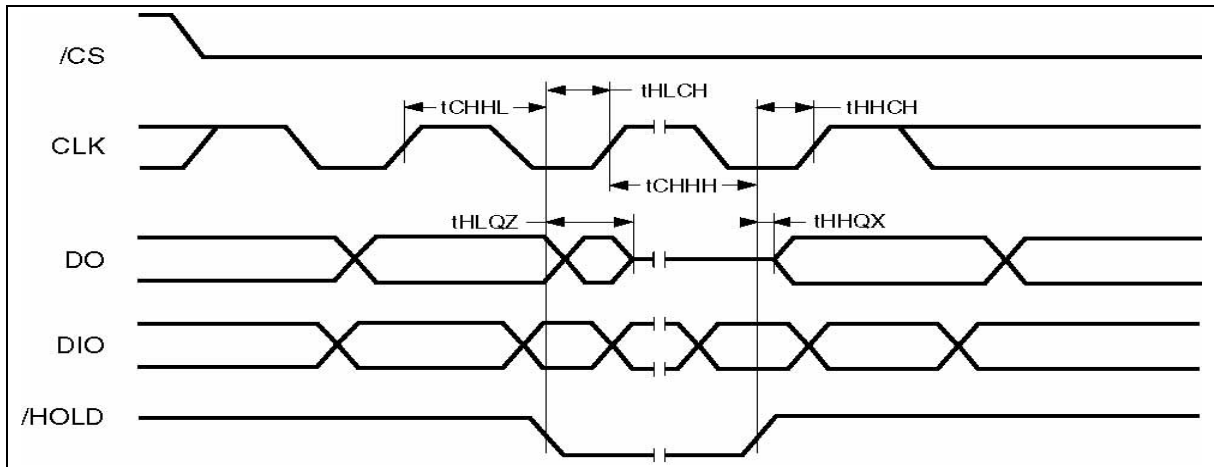 /CS
tHLCH
tHHCH
tCHHL
CLK
tCHHH
tHLQZ
tHHQX
DO
DIO
/HOLD